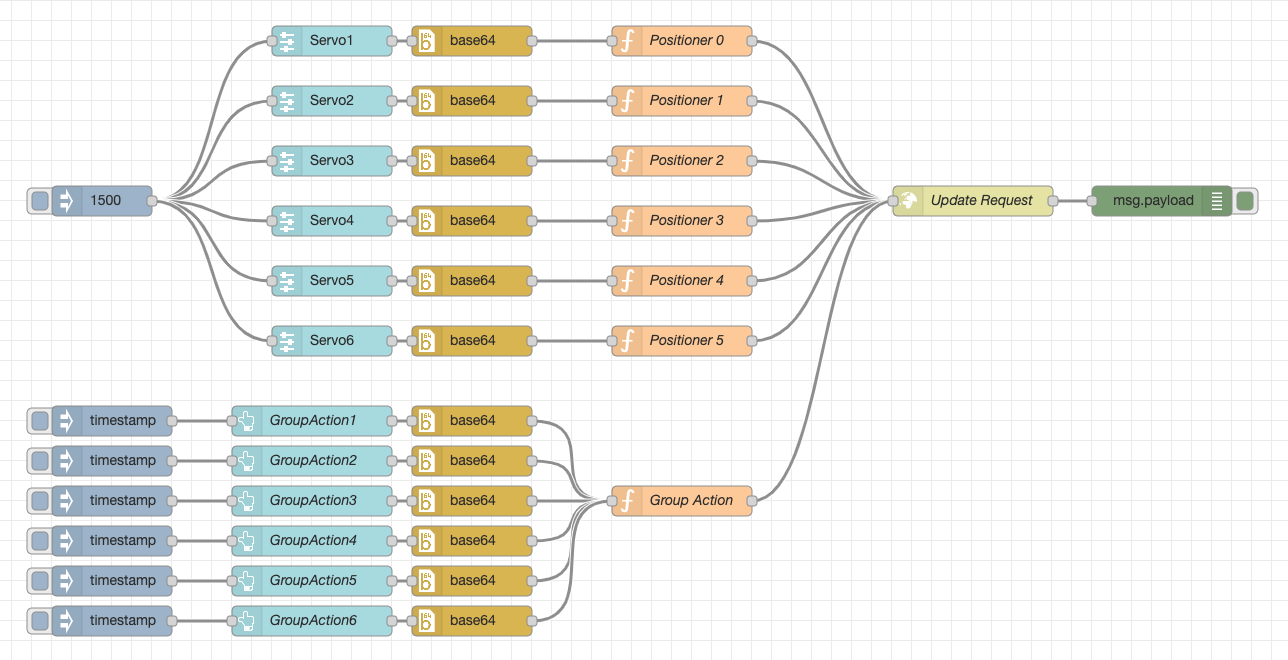 Servo1 base64 Positioner 0
Servo2 base64 Positioner 1
Servo3 base64 Positioner 2
1500 Update Request msg.payload
Servo4 base64 Positioner 3
Servo5 base64 Positioner 4
Servo6 base64 Positioner 5
timestamp GroupAction1 base64
timestamp GroupAction2 base64
timestamp GroupAction3 base64 Group Action
timestamp GroupAction4 base64
timestamp GroupAction5 base64
timestamp GroupAction6 base64